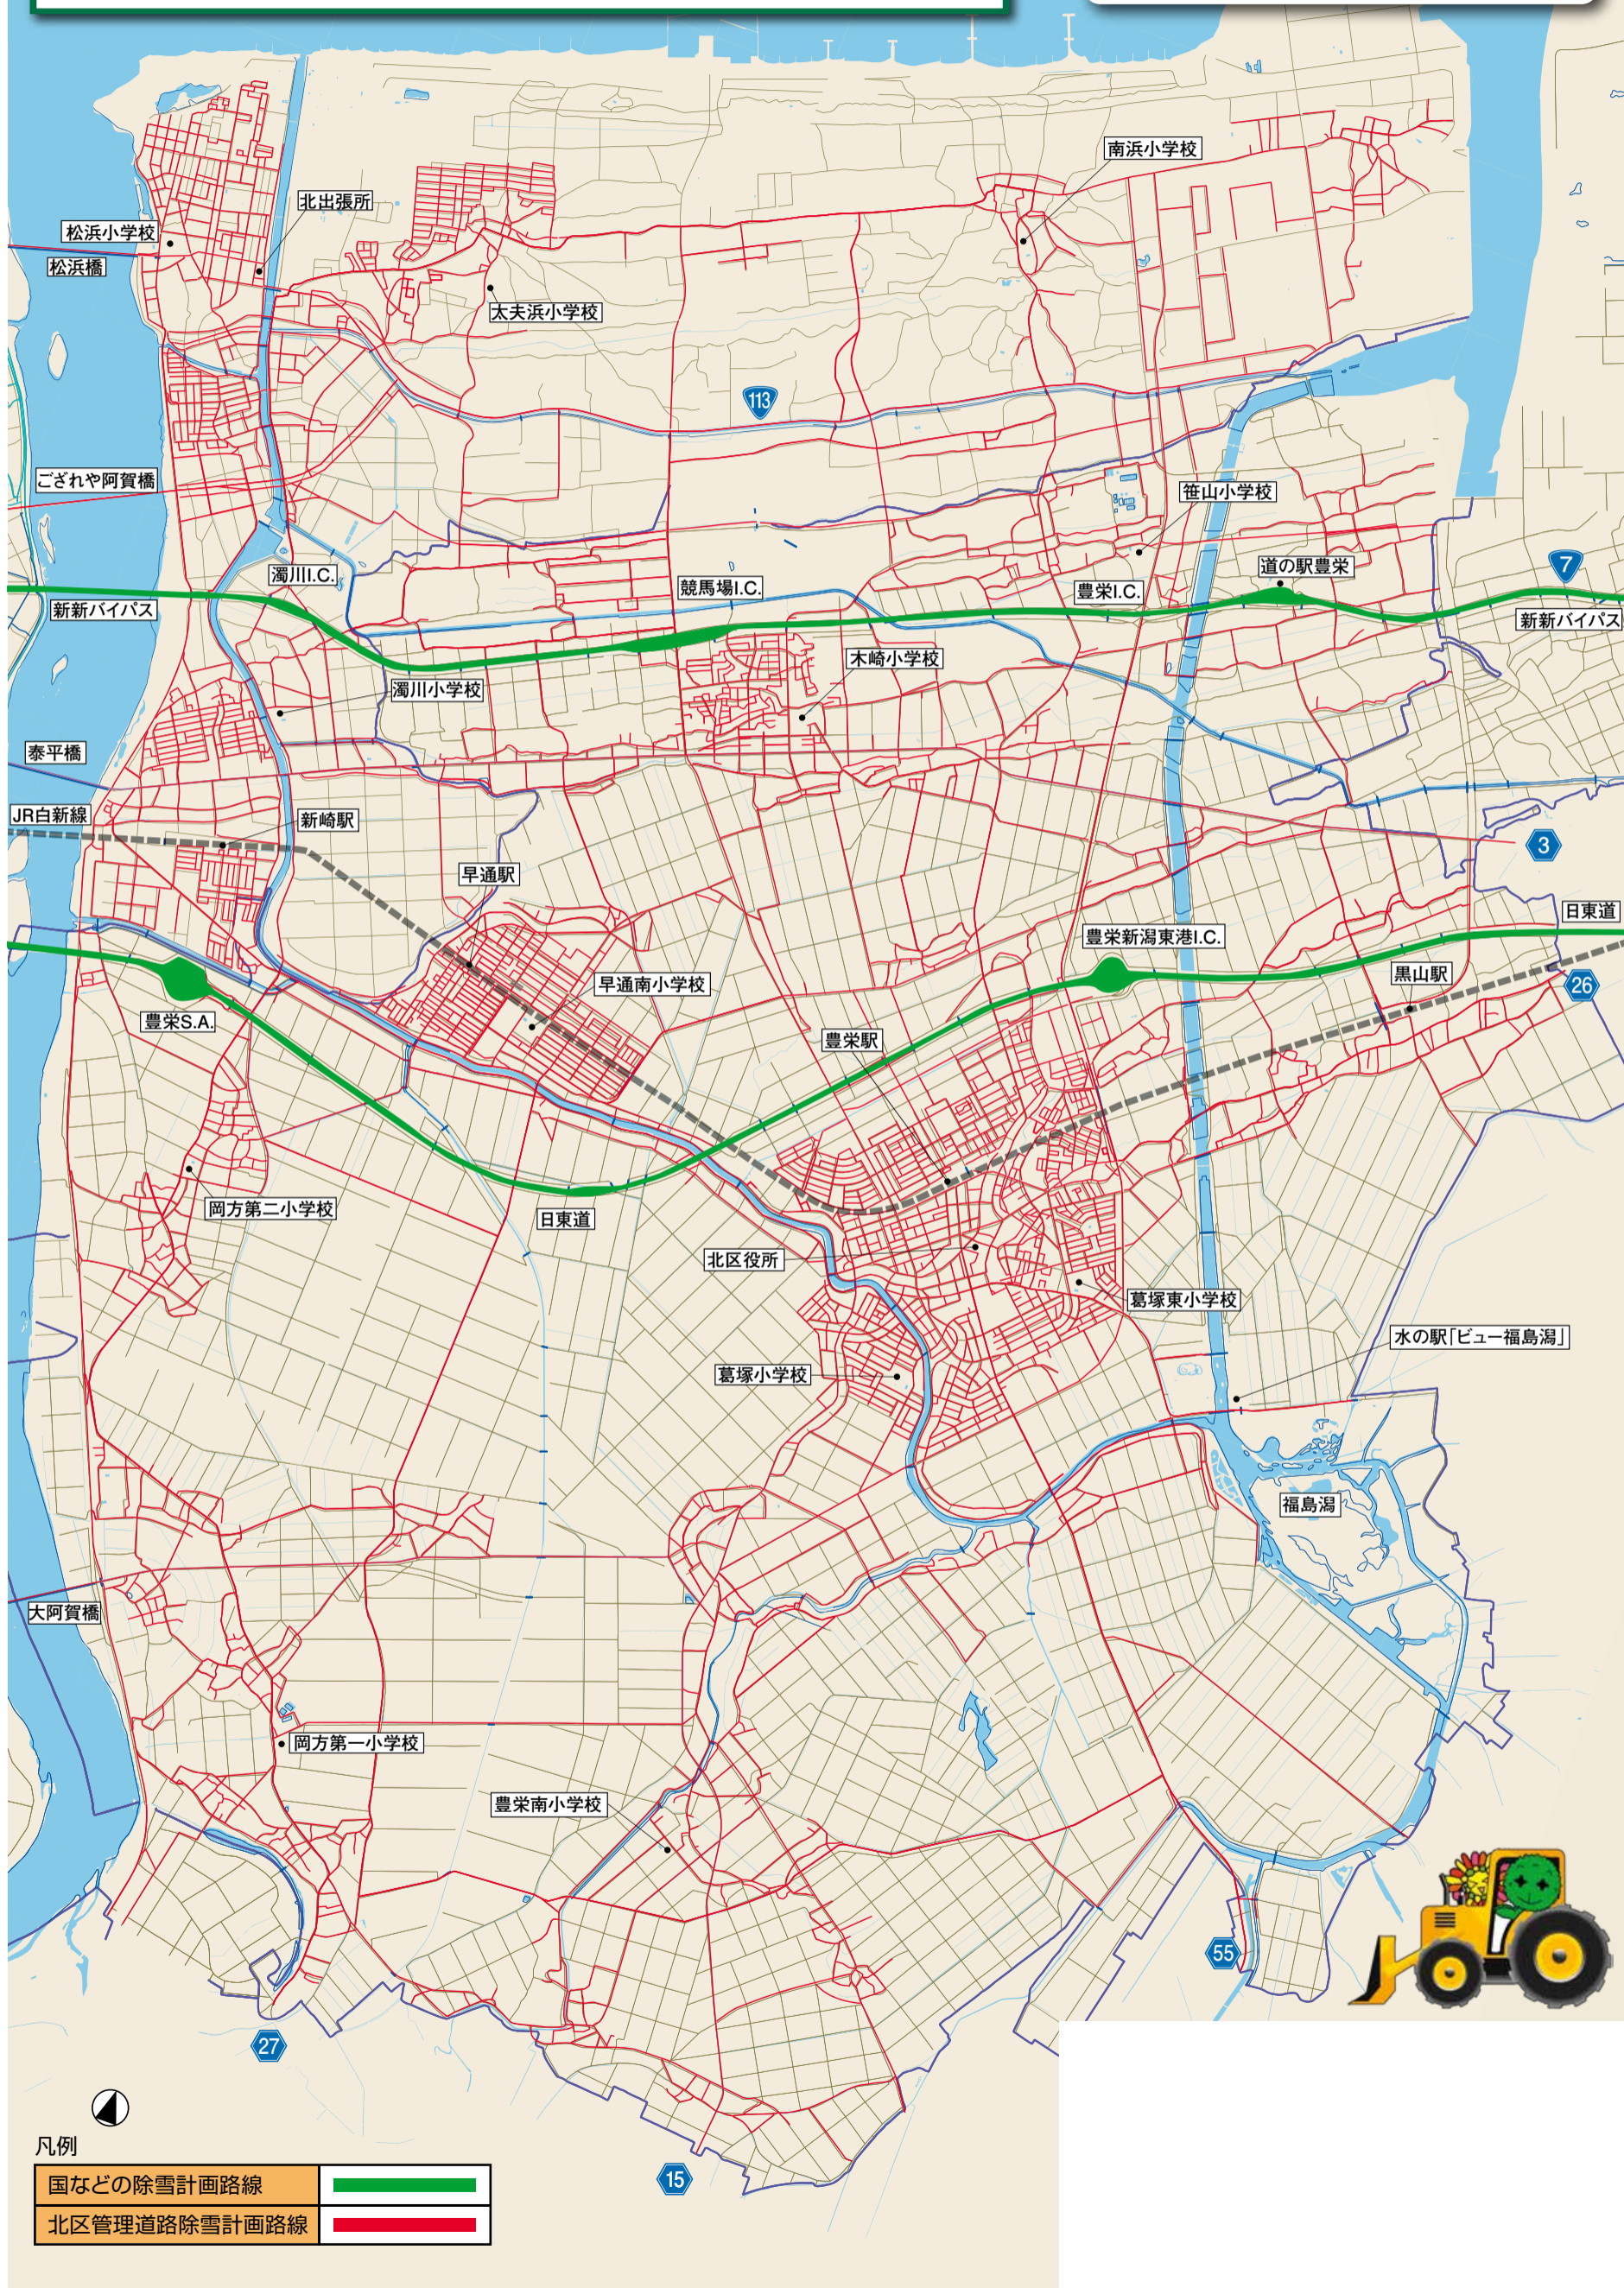 南浜小学校
北出張所
松浜小学校
松浜橋
太夫浜小学校
113
ござれや阿賀橋
笹山小学校
濁川I.C.
競馬場I.C.
豊栄I.C.
道の駅豊栄
7
新新バイパス
新新バイパス
木崎小学校
濁川小学校
泰平橋
JR白新線
新崎駅
3
早通駅
日東道
豊栄新潟東港I.C.
黒山駅
26
早通南小学校
豊栄S.A.
豊栄駅
岡方第二小学校
日東道
北区役所
葛塚東小学校
水の駅「ビュー福島潟」
葛塚小学校
福島潟
大阿賀橋
岡方第一小学校
豊栄南小学校
55
27
15
凡例
国などの除雪計画路線
北区管理道路除雪計画路線